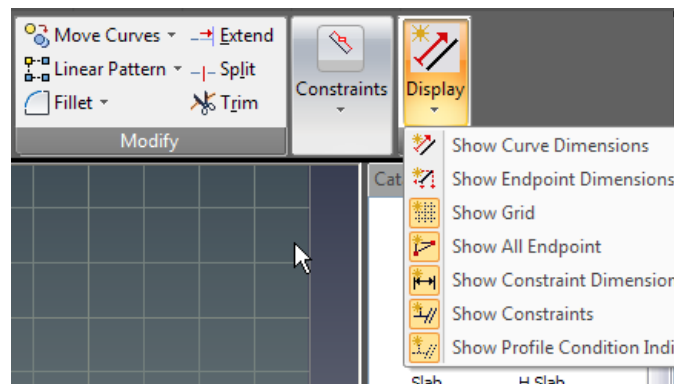 Move Curves
Extend
Linear Pattern
Split
Fillet
Trim
Modify
Constraints
Display
Show Curve Dimensions
Show Endpoint Dimensions
Show Grid
Show All Endpoint
Show Constraint Dimension
Show Constraints
Show Profile Condition Indi
Cat
Slab
H Slab